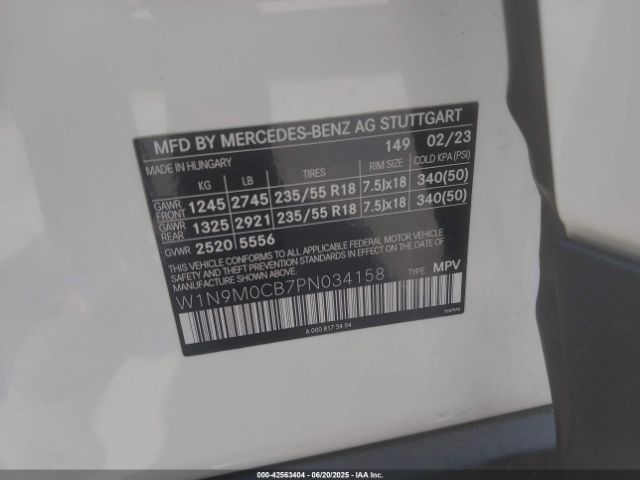 MFD BY MERCEDES-BENZ AG STUTTGART
149 02/23
MADE IN HUNGARY
KG LB TIRES RIM SIZE COLD KPA (PSI)
GAWR FRONT 1245 2745 235/55 R18 7.5Jx18 340(50)
GAWR REAR 1325 2921 235/55 R18 7.5Jx18 340(50)
GVWR 2520 5556
THIS VEHICLE CONFORMS TO ALL APPLICABLE FEDERAL MOTOR VEHICLE
SAFETY, BUMPER, AND THEFT PREVENTION STANDARDS IN EFFECT
ON THE DATE OF MANUFACTURE SHOWN ABOVE.
W1N9M0CB7PN034158 TYPE: MPV
A 000 817 54 04
000-42563404 - 06/20/2025 - IAA Inc.